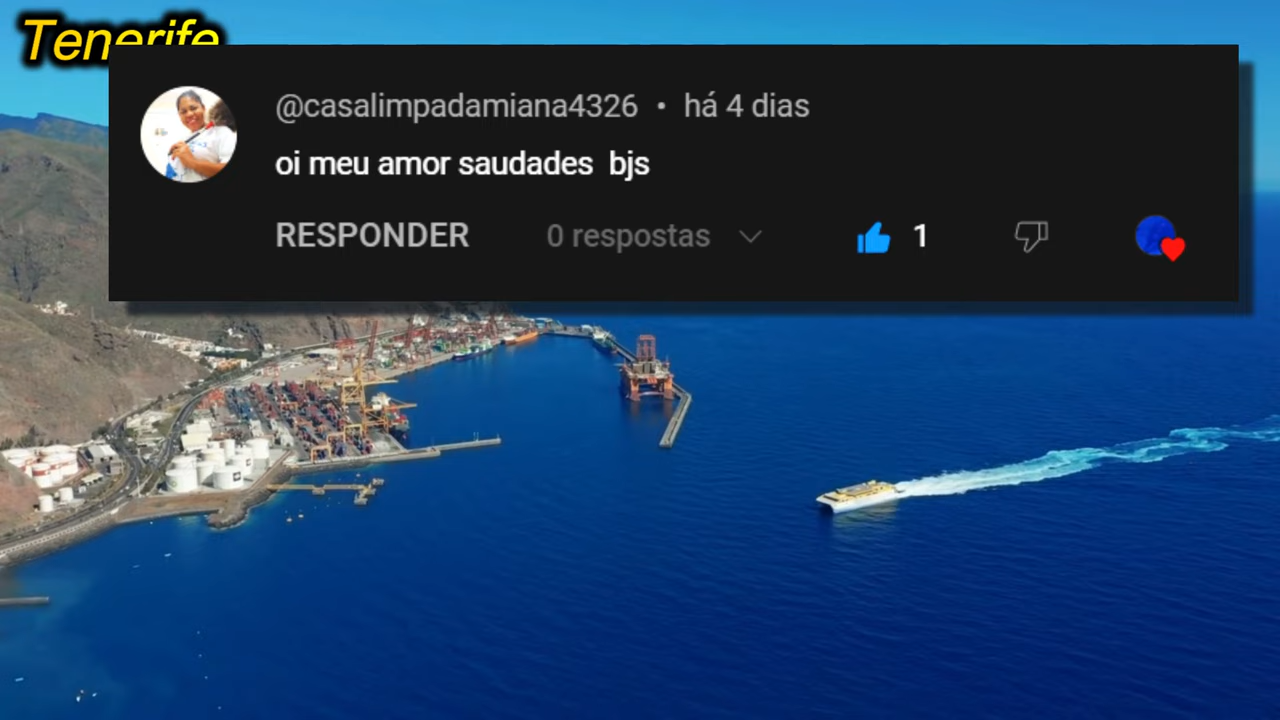 Tenerife
@casalimpadamiana4326 • há 4 dias
oi meu amor saudades bjs
RESPONDER 0 respostas 1